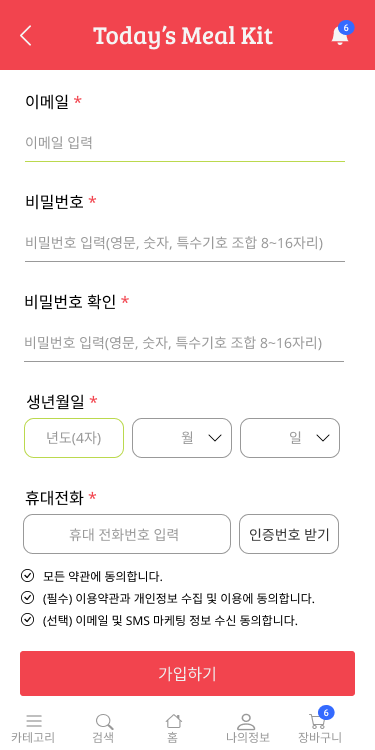 Today's Meal Kit
6
이메일 *
이메일 입력
비밀번호 *
비밀번호 입력(영문, 숫자, 특수기호 조합 8~16자리)
비밀번호 확인 *
비밀번호 입력(영문, 숫자, 특수기호 조합 8~16자리)
생년월일 *
년도(4자) 월 일
휴대전화 *
휴대 전화번호 입력 인증번호 받기
모든 약관에 동의합니다.
(필수) 이용약관과 개인정보 수집 및 이용에 동의합니다.
(선택) 이메일 및 SMS 마케팅 정보 수신 동의합니다.
가입하기
6
카테고리 검색 홈 나의정보 장바구니